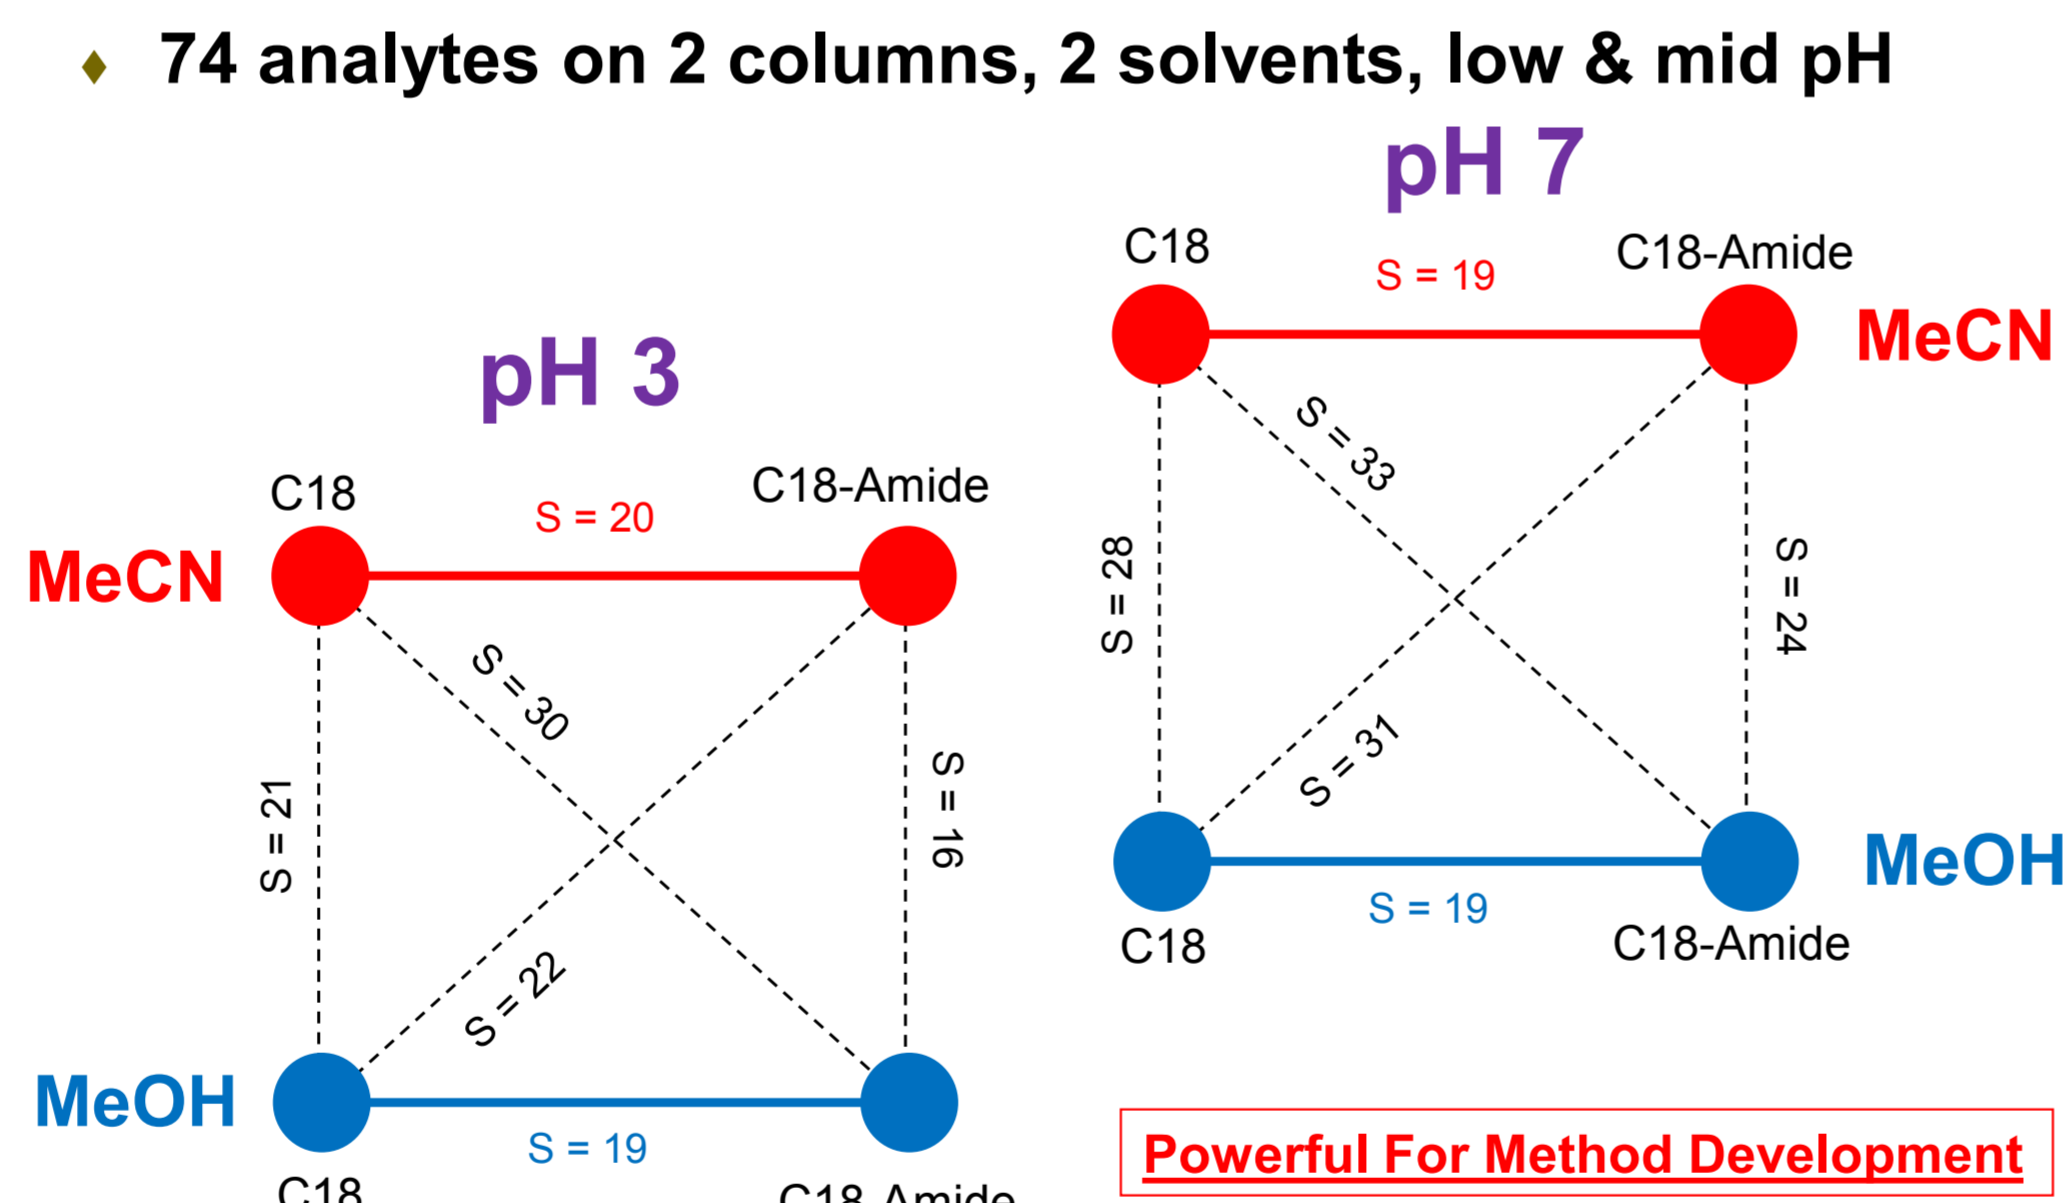 ♦ 74 analytes on 2 columns, 2 solvents, low & mid pH
pH 7
C18
S = 19
C18-Amide
MeCN
S = 33
S = 28
S = 24
S = 31
MeOH
S = 19
C18
C18-Amide
pH 3
C18
S = 20
C18-Amide
MeCN
S = 30
S = 21
S = 16
S = 22
MeOH
S = 19
C18
C18-Amide
Powerful For Method Development